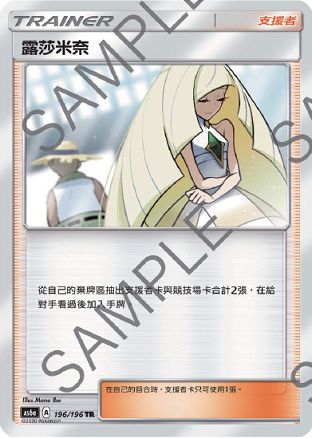 TRAINER
支援者
露莎米奈
SAMPLE
SAMPLE
SAMPLE
從自己的棄牌區抽出支援者卡與競技場卡合計2張，在給
對手看過後加入手牌。
Illus.Mana Ibe
在自己的回合時，支援者卡只可使用1張。
AS6a A 196/196 TR
©2020 Pokémon